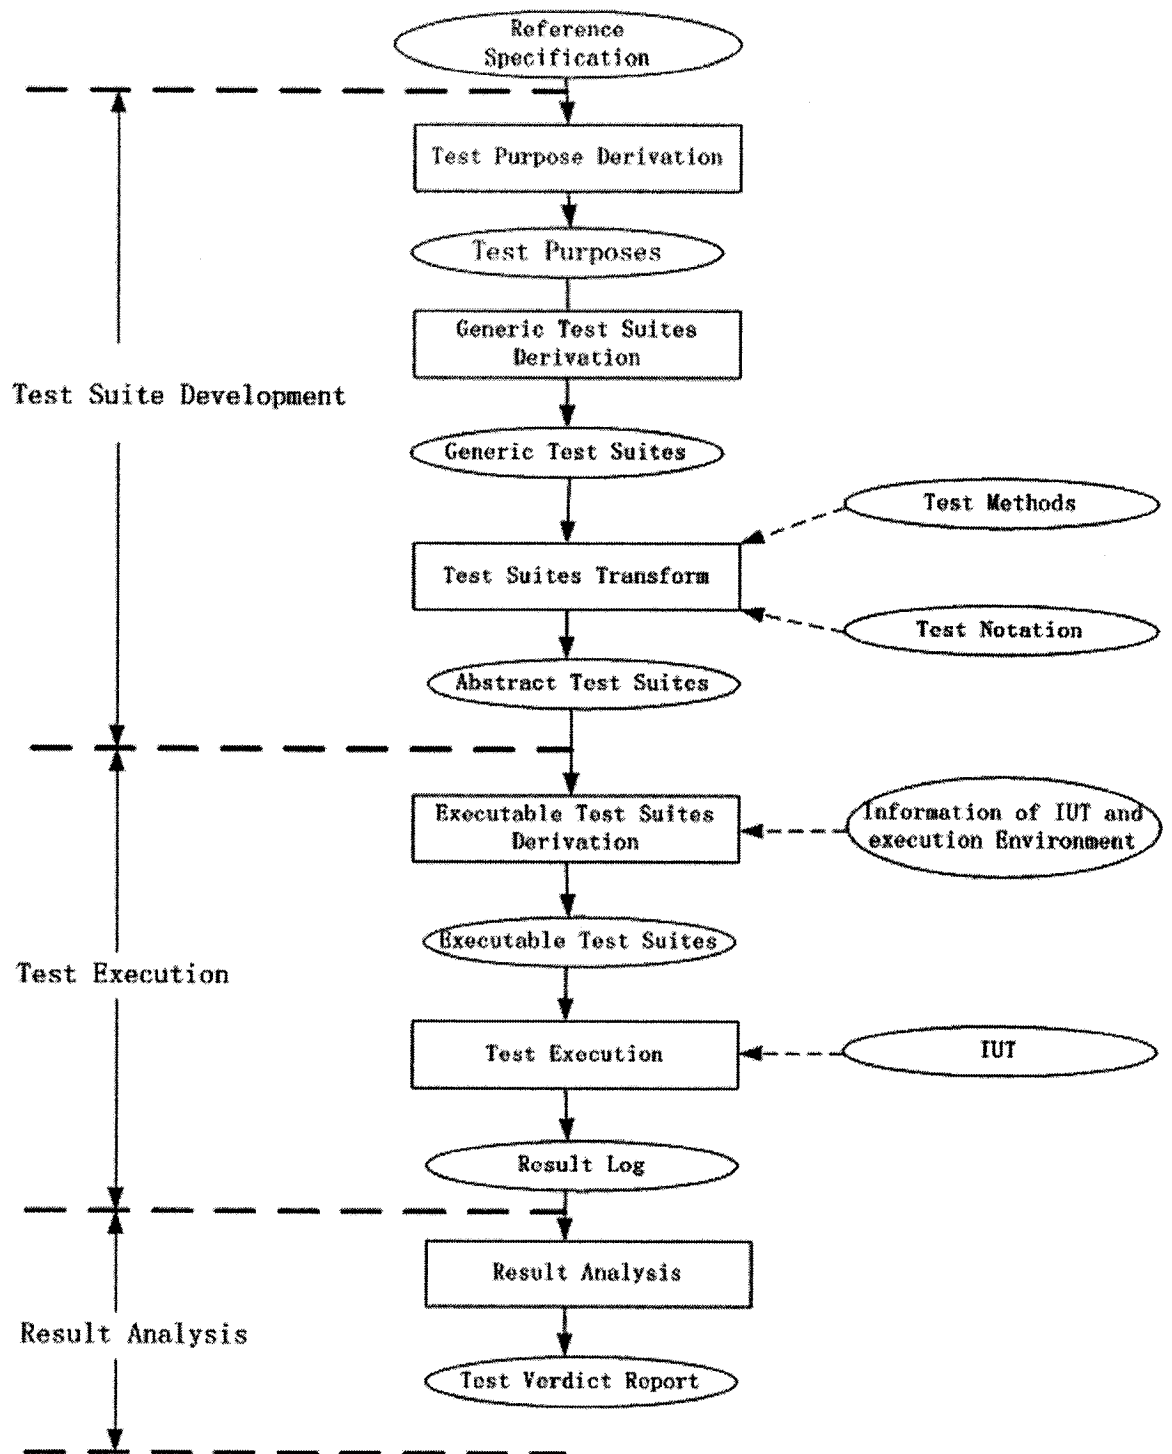 Reference
Specification
Test Purpose Derivation
Test Purposes
Generic Test Suites
Derivation
Test Suite Development
Generic Test Suites
Test Methods
Test Suites Transform
Test Notation
Abstract Test Suites
Executable Test Suites
Derivation
Information of IUT and
execution Environment
Executable Test Suites
Test Execution
Test Execution
IUT
Result Log
Result Analysis
Result Analysis
Test Verdict Report